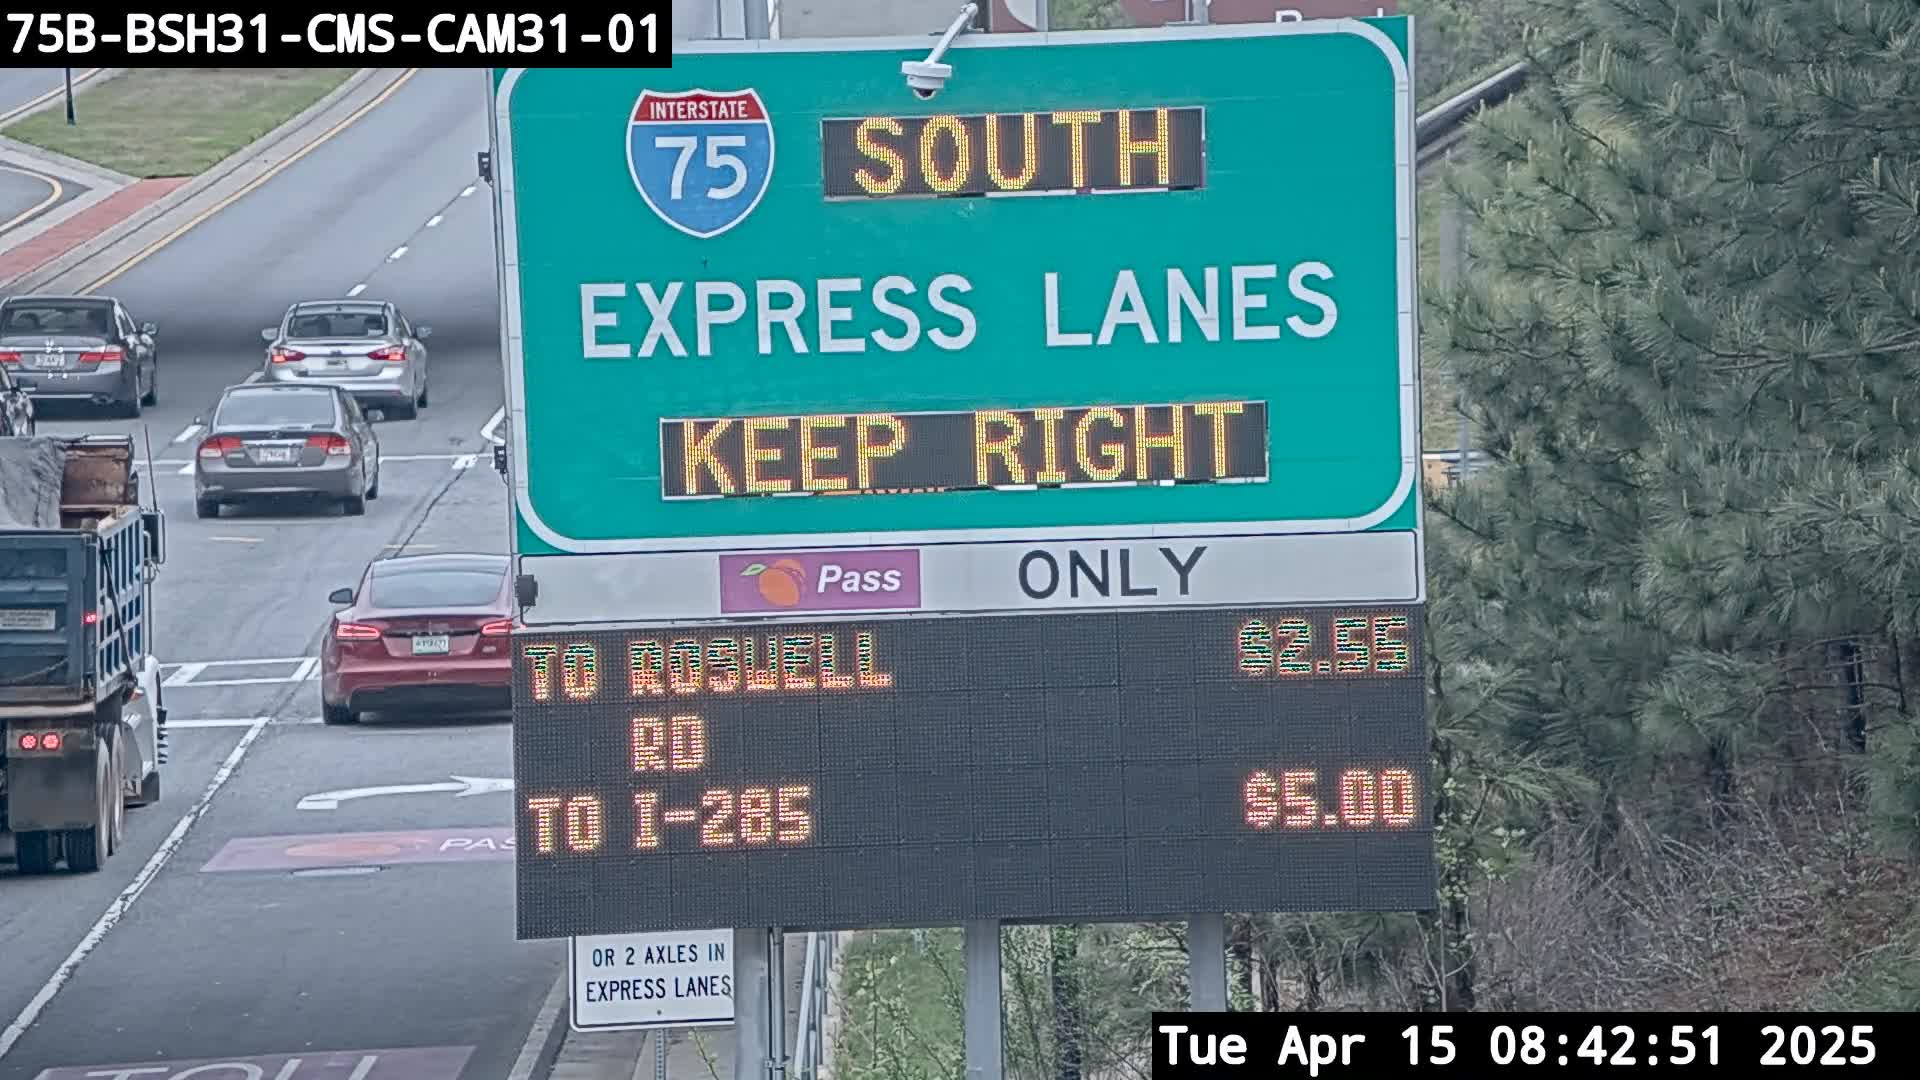 75B-BSH31-CMS-CAM31-01
INTERSTATE
75
SOUTH
EXPRESS LANES
KEEP RIGHT
Pass ONLY
TO ROSWELL $2.55
RD
TO I-285 $5.00
OR 2 AXLES IN
EXPRESS LANES
TOLL
Tue Apr 15 08:42:51 2025